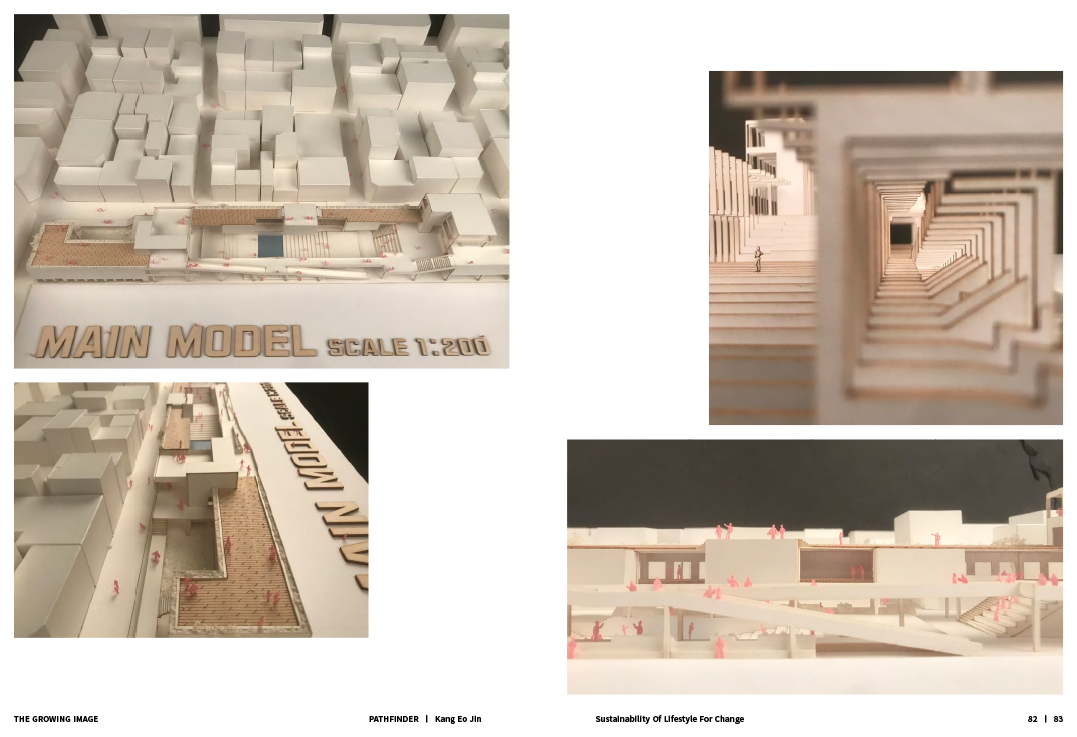 MAIN MODEL SCALE 1:200
MAIN MODEL SCALE
THE GROWING IMAGE
PATHFINDER | Kang Eo Jin
Sustainability Of Lifestyle For Change
82 | 83